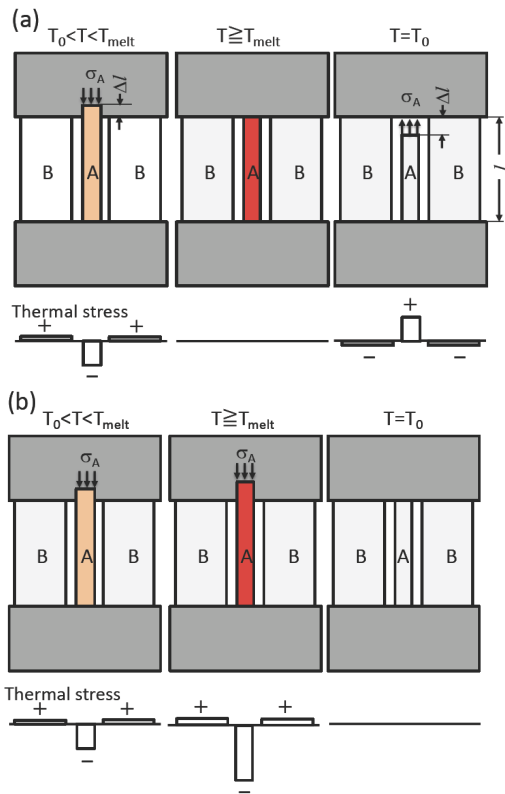 (a)
T₀<T<Tmelt T≧Tmelt T=T₀
σA Δl σA Δl
B A B B A B B A B l
Thermal stress
+ + +
− − −
(b)
T₀<T<Tmelt T≧Tmelt T=T₀
σA σA
B A B B A B B A B
Thermal stress
+ + + +
−
−